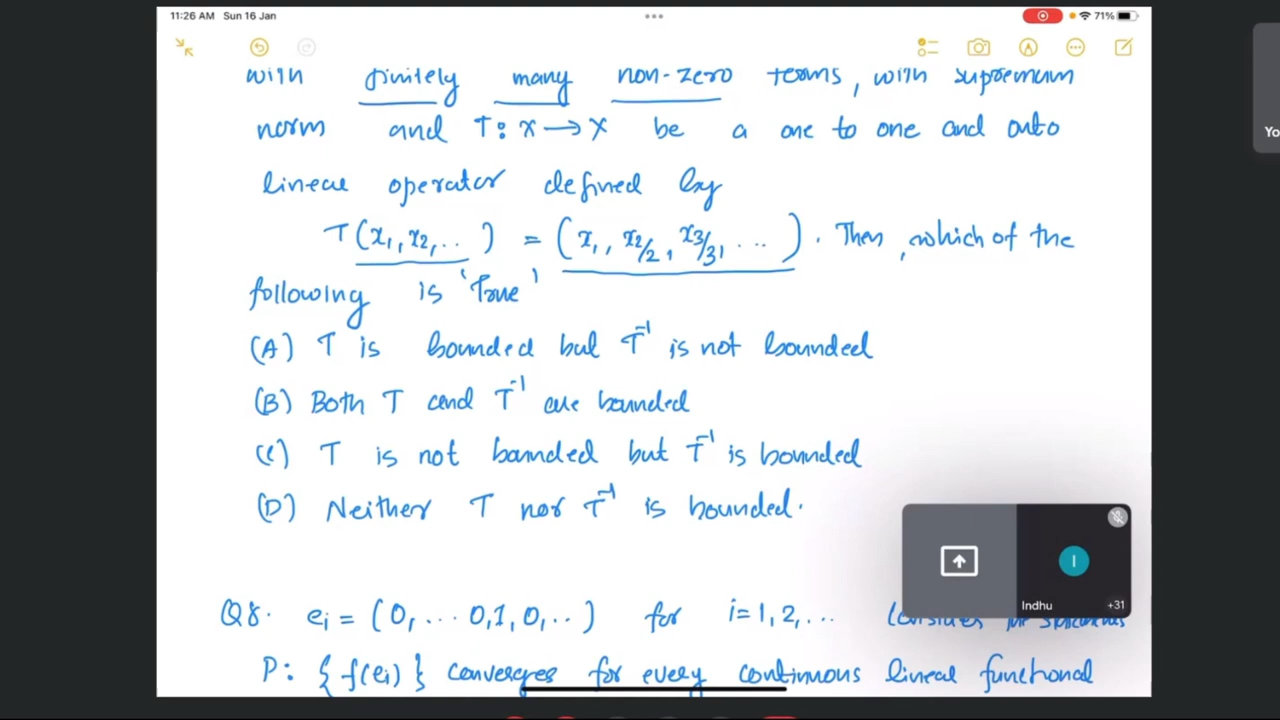 11:26 AM Sun 16 Jan
71%
with finitely many non-zero terms, with supremum
norm and T: X → X be a one to one and onto
linear operator defined by
T(x₁, x₂, ..) = (x₁, x₂/2, x₃/3, ...). Then, which of the
following is 'True'
(A) T is bounded but T⁻¹ is not bounded
(B) Both T and T⁻¹ are bounded
(C) T is not bounded but T⁻¹ is bounded
(D) Neither T nor T⁻¹ is bounded.
Yo
I
Indhu +31
Q8. eᵢ = (0, ... 0, 1, 0, ..) for i = 1, 2, ...
P: {f(eᵢ)} converges for every continuous linear functional